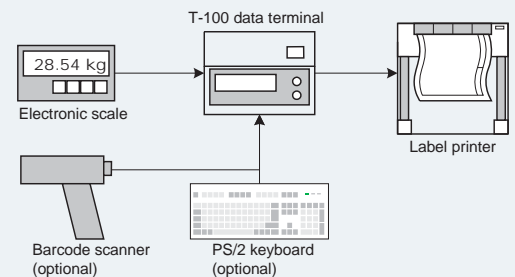 T-100 data terminal
28.54 kg
Electronic scale
Label printer
Barcode scanner
(optional)
PS/2 keyboard
(optional)